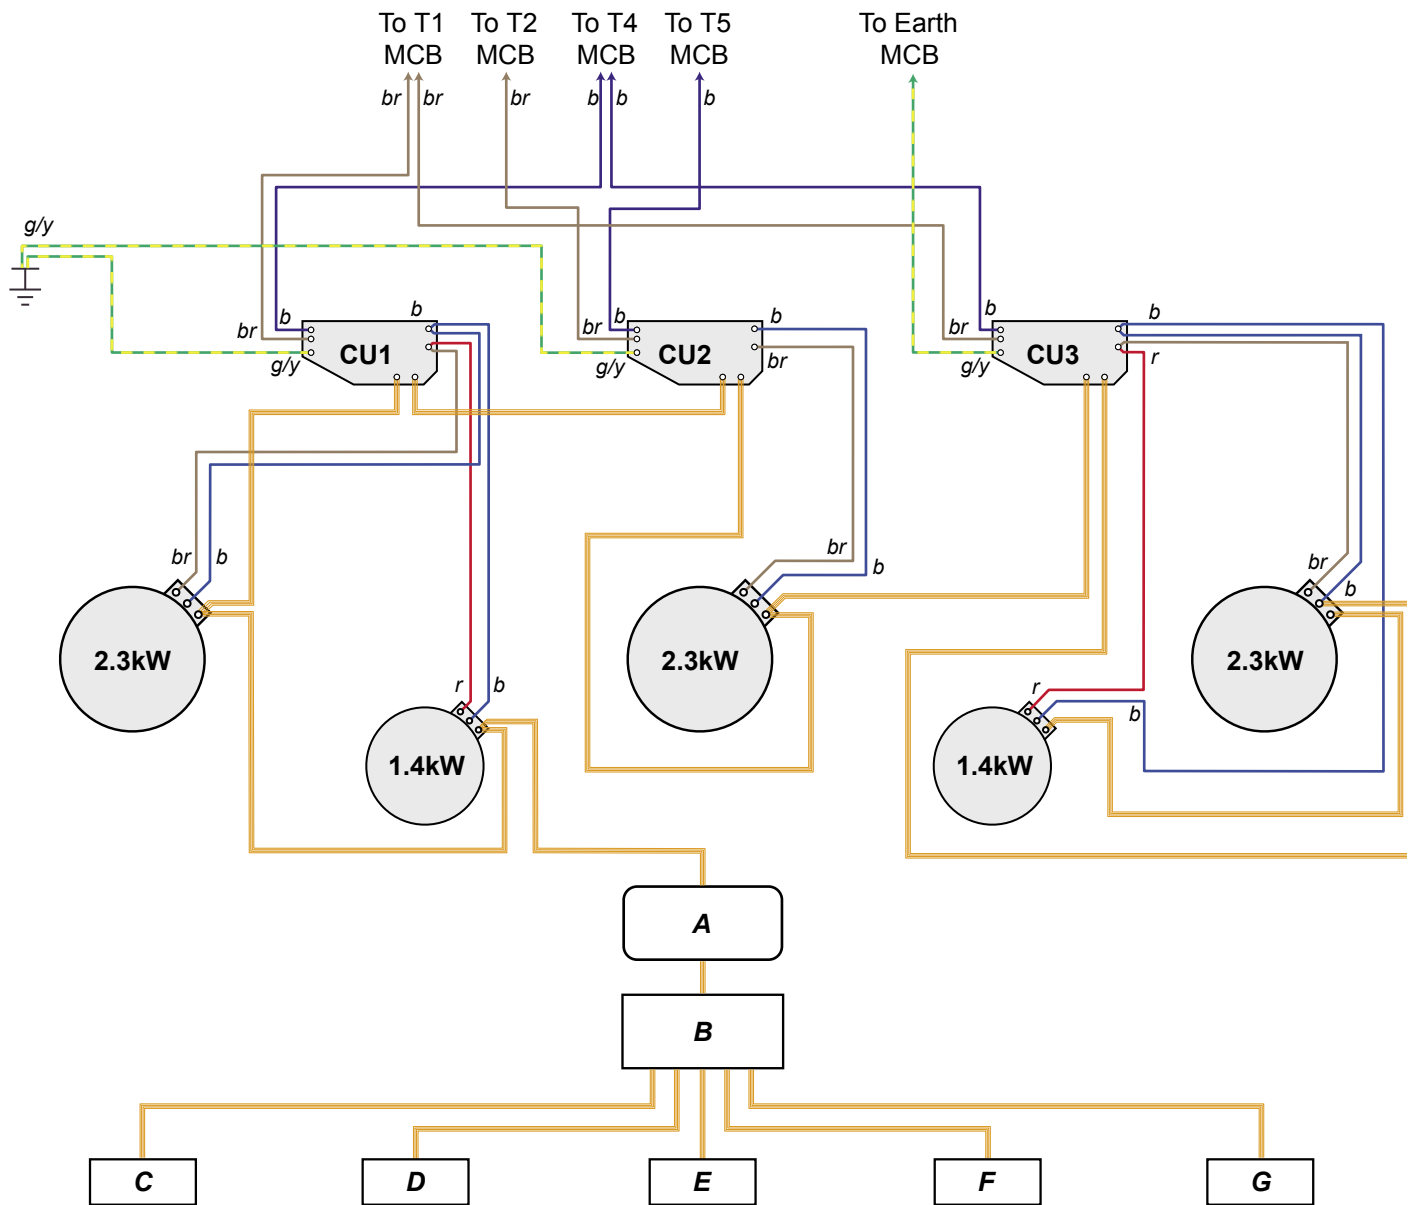 To T1 MCB
To T2 MCB
To T4 MCB
To T5 MCB
To Earth MCB
br br br b b b
g/y
b b b b b b
br br br br r
g/y g/y g/y
CU1 CU2 CU3
br b br b br b
2.3kW 2.3kW 2.3kW
r b r b
1.4kW 1.4kW
A
B
C D E F G